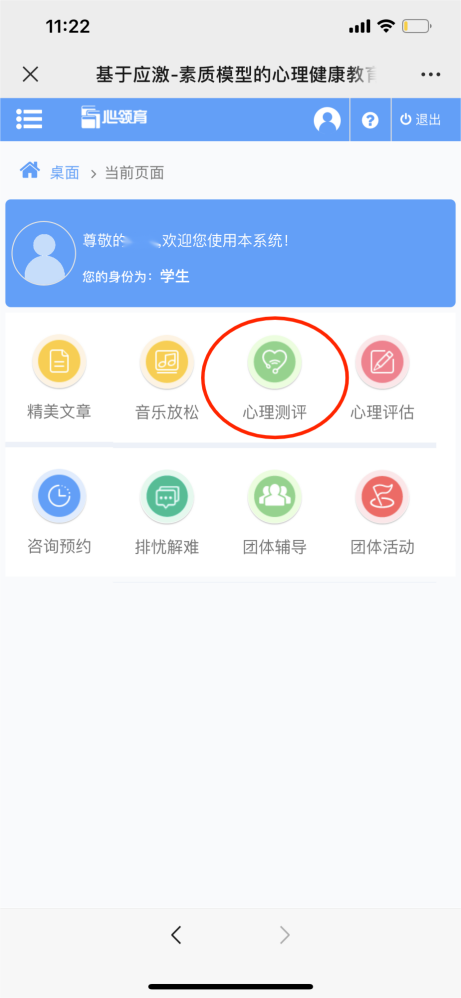 11:22
基于应激-素质模型的心理健康教育
心领育
退出
桌面 > 当前页面
尊敬的 ,欢迎您使用本系统!
您的身份为: 学生
精美文章 音乐放松 心理测评 心理评估
咨询预约 排忧解难 团体辅导 团体活动